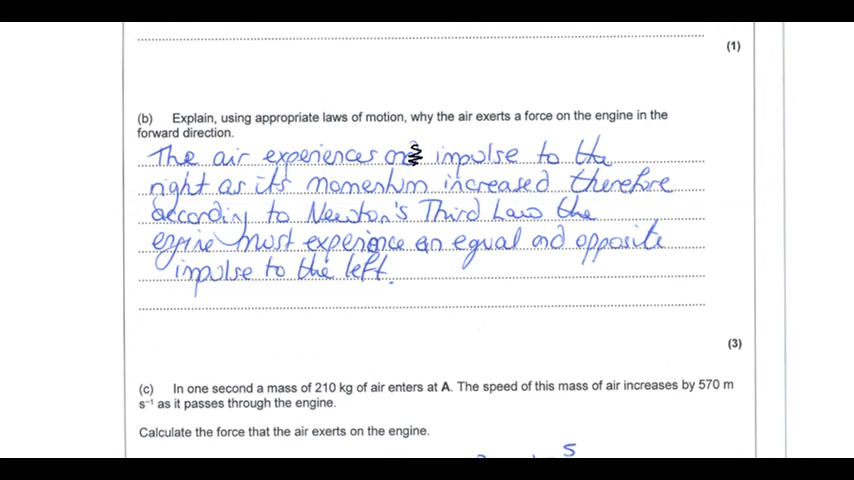 (1)
(b) Explain, using appropriate laws of motion, why the air exerts a force on the engine in the
forward direction.
The air experiences an impulse to the
right as its momentum increased therefore
according to Newton's Third Law the
engine must experience an equal and opposite
impulse to the left.
(3)
(c) In one second a mass of 210 kg of air enters at A. The speed of this mass of air increases by 570 m
s⁻¹ as it passes through the engine.
Calculate the force that the air exerts on the engine.
5